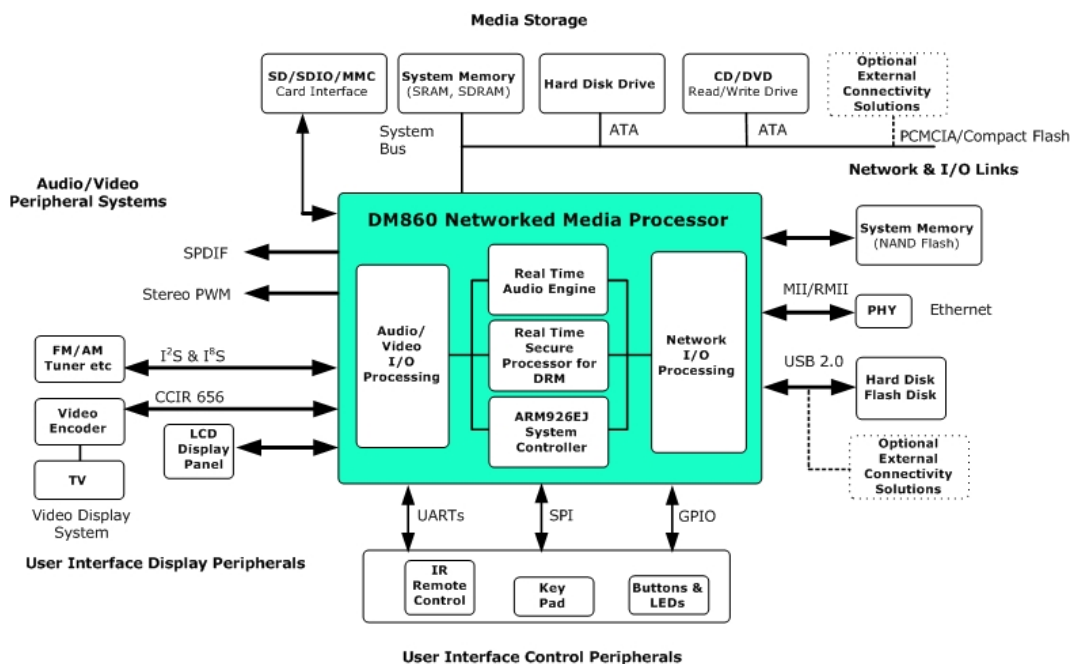 Media Storage
SD/SDIO/MMC
Card Interface
System Memory
(SRAM, SDRAM)
Hard Disk Drive
CD/DVD
Read/Write Drive
Optional
External
Connectivity
Solutions
System
Bus
ATA
ATA
PCMCIA/Compact Flash
Network & I/O Links
Audio/Video
Peripheral Systems
DM860 Networked Media Processor
SPDIF
Stereo PWM
FM/AM
Tuner etc
I²S & I⁸S
CCIR 656
Video
Encoder
LCD
Display
Panel
TV
Video Display
System
User Interface Display Peripherals
Audio/
Video
I/O
Processing
Real Time
Audio Engine
Real Time
Secure
Processor for
DRM
ARM926EJ
System
Controller
Network
I/O
Processing
System Memory
(NAND Flash)
MII/RMII
PHY
Ethernet
USB 2.0
Hard Disk
Flash Disk
Optional
External
Connectivity
Solutions
UARTs
SPI
GPIO
IR
Remote
Control
Key
Pad
Buttons &
LEDs
User Interface Control Peripherals